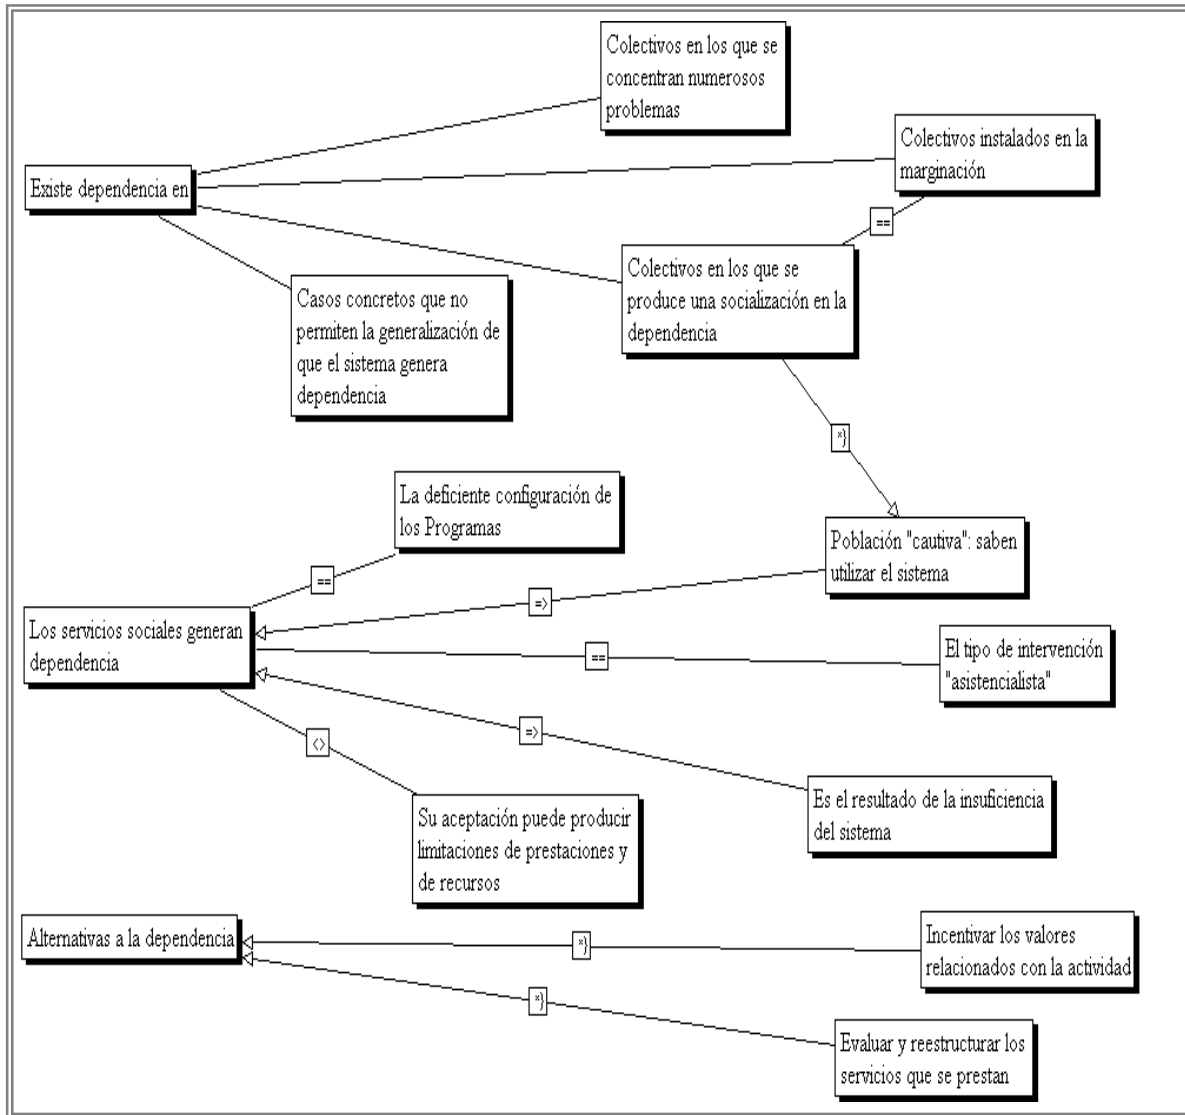 Colectivos en los que se
concentran numerosos
problemas
Colectivos instalados en la
marginación
Existe dependencia en
==
Colectivos en los que se
produce una socialización en la
dependencia
Casos concretos que no
permiten la generalización de
que el sistema genera
dependencia
*}
La deficiente configuración de
los Programas
Población "cautiva": saben
utilizar el sistema
==
=>
Los servicios sociales generan
dependencia
==
El tipo de intervención
"asistencialista"
=>
<>
Es el resultado de la insuficiencia
del sistema
Su aceptación puede producir
limitaciones de prestaciones y
de recursos
Alternativas a la dependencia
*}
Incentivar los valores
relacionados con la actividad
*}
Evaluar y reestructurar los
servicios que se prestan